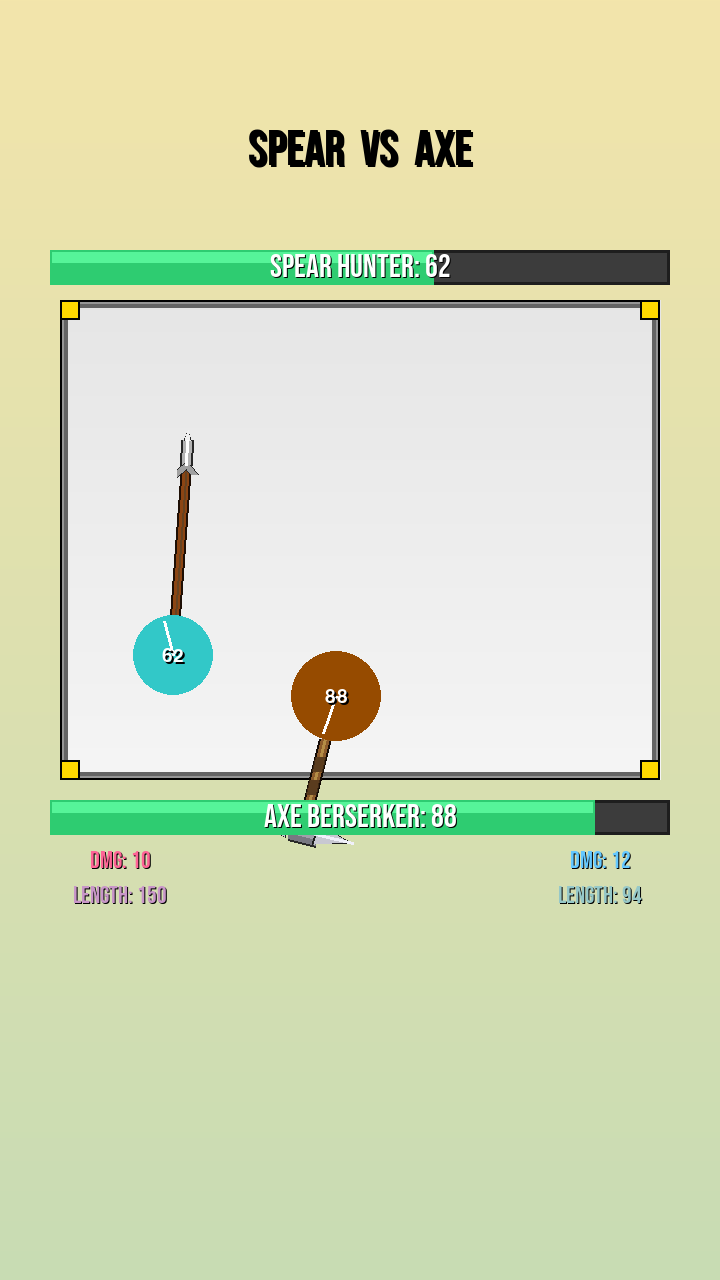 SPEAR VS AXE
SPEAR HUNTER: 62
62
88
AXE BERSERKER: 88
DMG: 10
DMG: 12
LENGTH: 150
LENGTH: 94